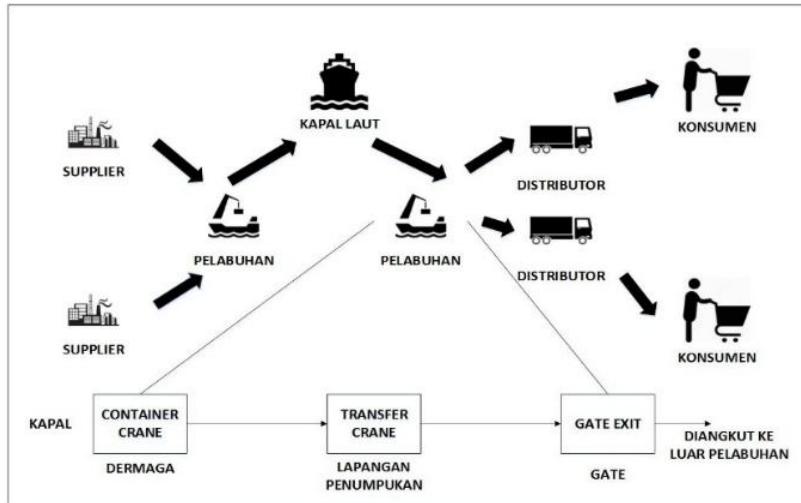 KAPAL LAUT
KONSUMEN
SUPPLIER
DISTRIBUTOR
PELABUHAN
PELABUHAN
DISTRIBUTOR
SUPPLIER
KONSUMEN
KAPAL
CONTAINER
CRANE
TRANSFER
CRANE
GATE EXIT
DIANGKUT KE
LUAR PELABUHAN
DERMAGA
LAPANGAN
PENUMPUKAN
GATE